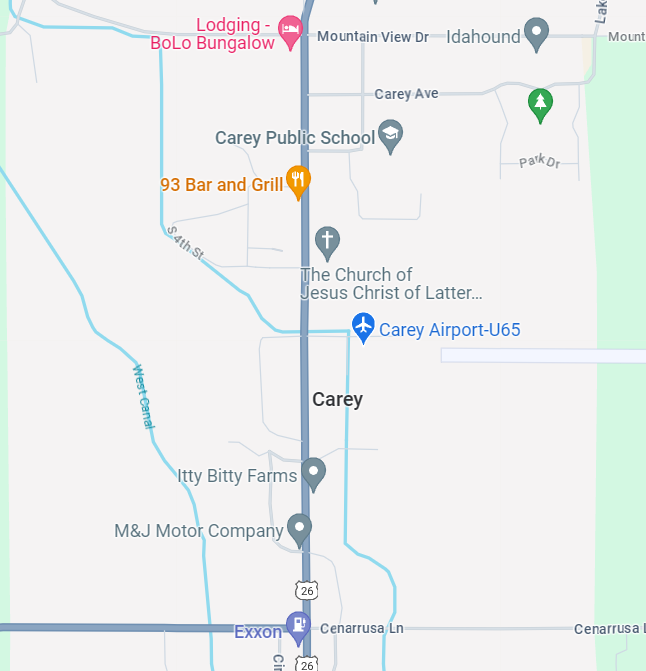 Lodging -
BoLo Bungalow
Lake
Mountain View Dr
Idahound
Mount
Carey Ave
Carey Public School
Park Dr
93 Bar and Grill
S 4th St
The Church of
Jesus Christ of Latter...
Carey Airport-U65
West Canal
Carey
Itty Bitty Farms
M&J Motor Company
26
Exxon
Cenarrusa Ln
Cenarrusa L
26